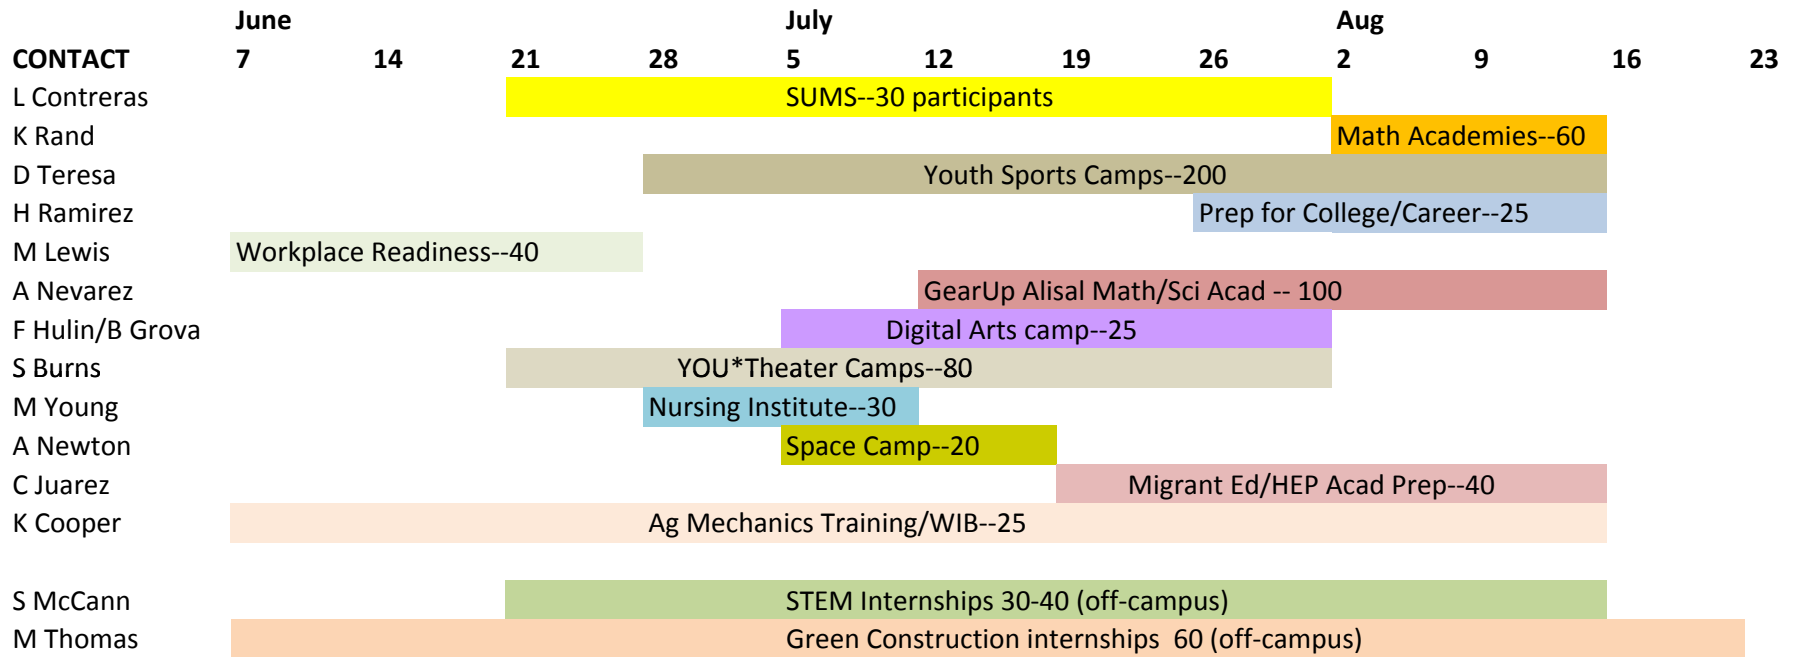 June July Aug
CONTACT 7 14 21 28 5 12 19 26 2 9 16 23
L Contreras SUMS--30 participants
K Rand Math Academies--60
D Teresa Youth Sports Camps--200
H Ramirez Prep for College/Career--25
M Lewis Workplace Readiness--40
A Nevarez GearUp Alisal Math/Sci Acad -- 100
F Hulin/B Grova Digital Arts camp--25
S Burns YOU*Theater Camps--80
M Young Nursing Institute--30
A Newton Space Camp--20
C Juarez Migrant Ed/HEP Acad Prep--40
K Cooper Ag Mechanics Training/WIB--25
S McCann STEM Internships 30-40 (off-campus)
M Thomas Green Construction internships  60 (off-campus)